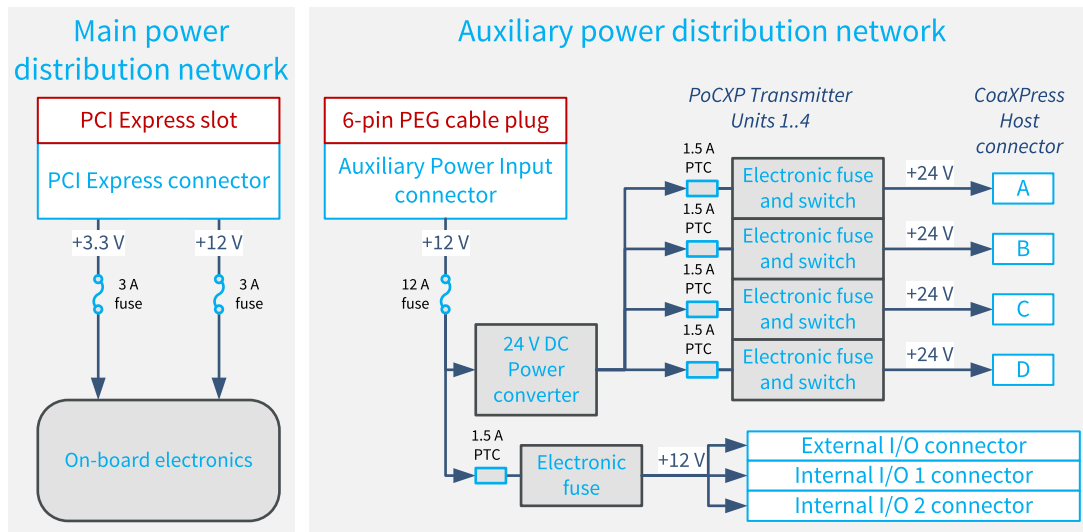 Main power
distribution network
PCI Express slot
PCI Express connector
+3.3 V
+12 V
3 A
fuse
3 A
fuse
On-board electronics
Auxiliary power distribution network
6-pin PEG cable plug
Auxiliary Power Input
connector
+12 V
12 A
fuse
24 V DC
Power
converter
PoCXP Transmitter
Units 1..4
CoaXPress
Host
connector
1.5 A
PTC
Electronic fuse
and switch
+24 V
A
1.5 A
PTC
Electronic fuse
and switch
+24 V
B
1.5 A
PTC
Electronic fuse
and switch
+24 V
C
1.5 A
PTC
Electronic fuse
and switch
+24 V
D
1.5 A
PTC
Electronic
fuse
+12 V
External I/O connector
Internal I/O 1 connector
Internal I/O 2 connector